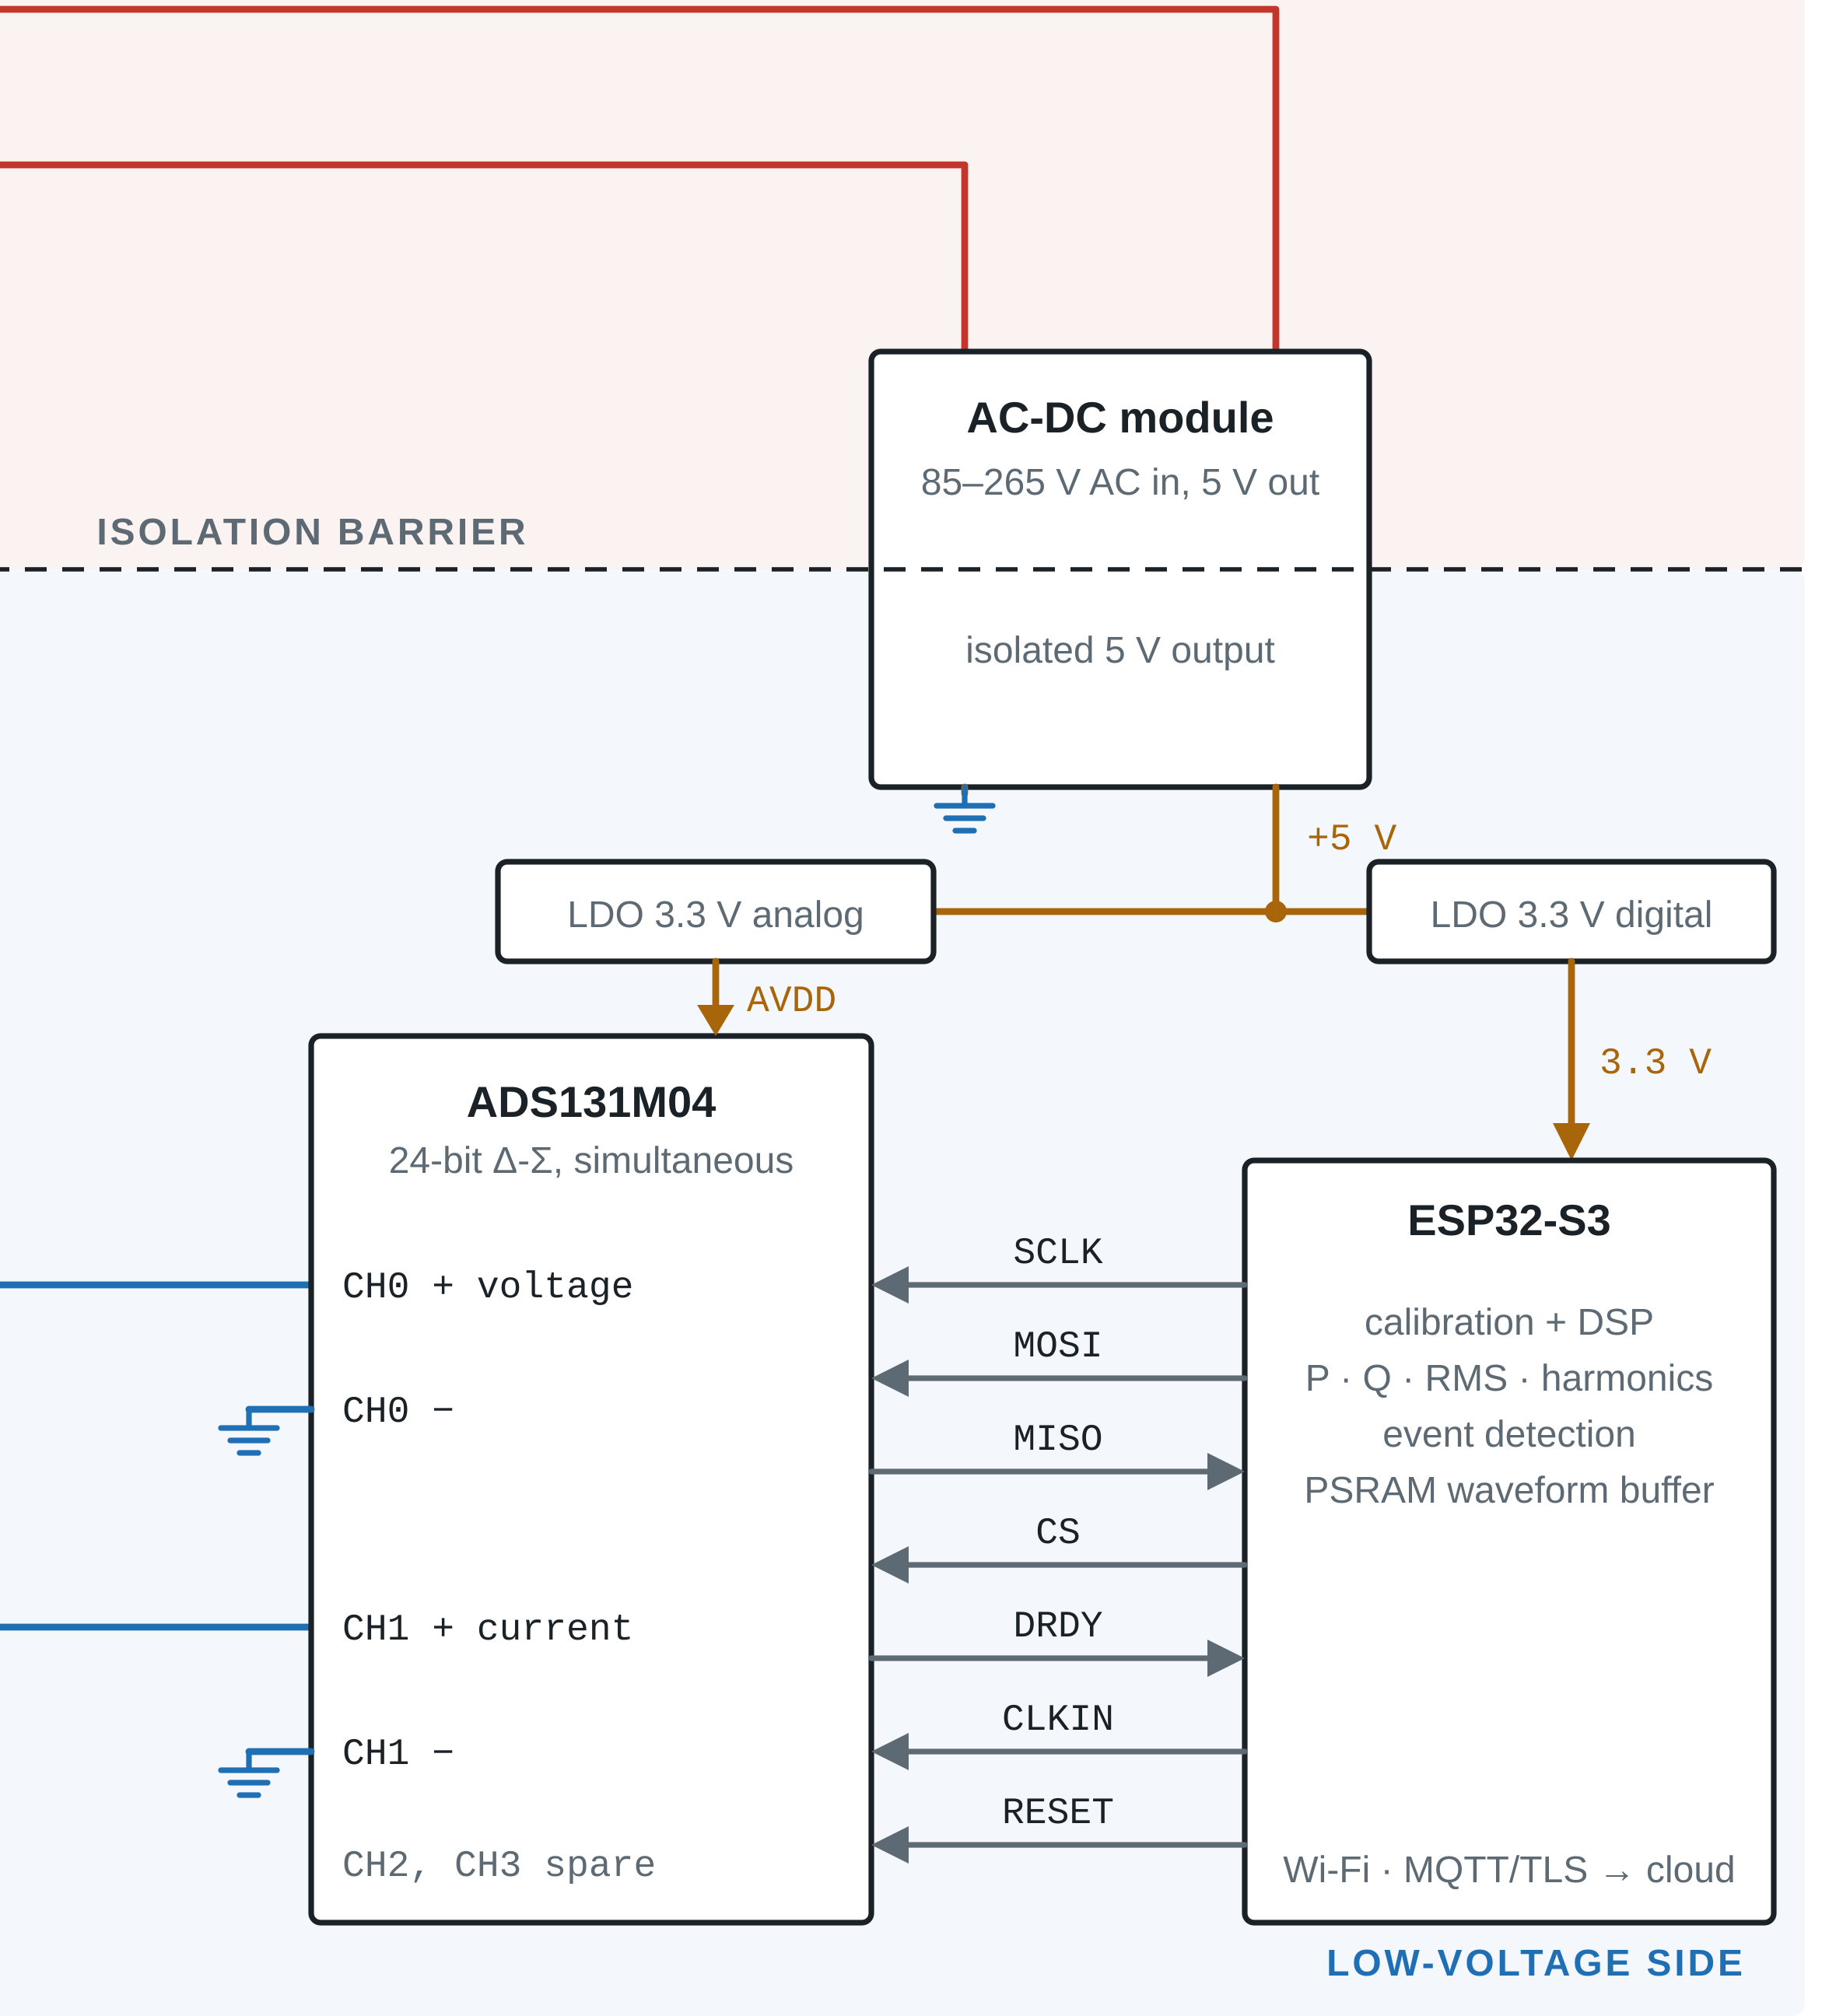 AC-DC module
85–265 V AC in, 5 V out
ISOLATION BARRIER
isolated 5 V output
+5 V
LDO 3.3 V analog
LDO 3.3 V digital
AVDD
3.3 V
ADS131M04
24-bit Δ-Σ, simultaneous
CH0 + voltage
CH0 −
CH1 + current
CH1 −
CH2, CH3 spare
SCLK
MOSI
MISO
CS
DRDY
CLKIN
RESET
ESP32-S3
calibration + DSP
P · Q · RMS · harmonics
event detection
PSRAM waveform buffer
Wi-Fi · MQTT/TLS → cloud
LOW-VOLTAGE SIDE